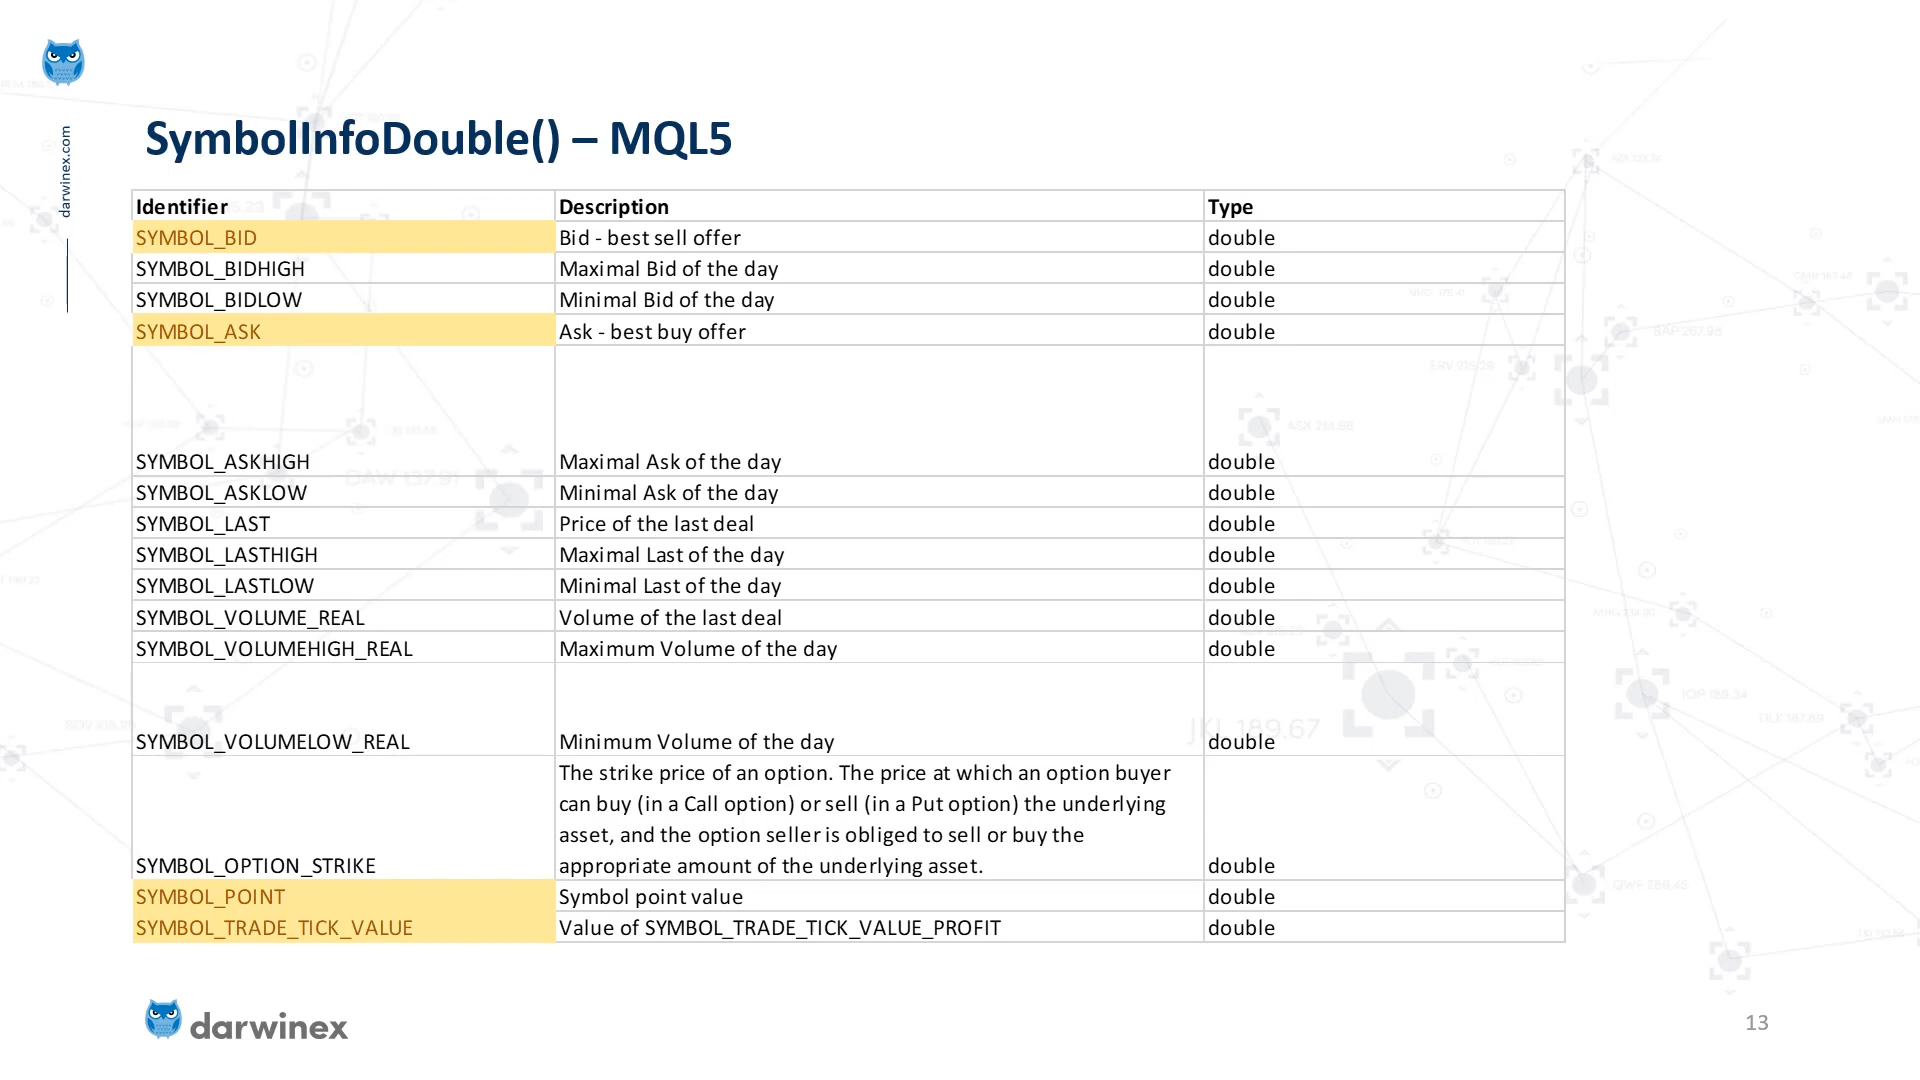 darwinex.com
SymbolInfoDouble() – MQL5
Identifier Description Type
SYMBOL_BID Bid - best sell offer double
SYMBOL_BIDHIGH Maximal Bid of the day double
SYMBOL_BIDLOW Minimal Bid of the day double
SYMBOL_ASK Ask - best buy offer double
SYMBOL_ASKHIGH Maximal Ask of the day double
SYMBOL_ASKLOW Minimal Ask of the day double
SYMBOL_LAST Price of the last deal double
SYMBOL_LASTHIGH Maximal Last of the day double
SYMBOL_LASTLOW Minimal Last of the day double
SYMBOL_VOLUME_REAL Volume of the last deal double
SYMBOL_VOLUMEHIGH_REAL Maximum Volume of the day double
SYMBOL_VOLUMELOW_REAL Minimum Volume of the day double
The strike price of an option. The price at which an option buyer
can buy (in a Call option) or sell (in a Put option) the underlying
asset, and the option seller is obliged to sell or buy the
SYMBOL_OPTION_STRIKE appropriate amount of the underlying asset. double
SYMBOL_POINT Symbol point value double
SYMBOL_TRADE_TICK_VALUE Value of SYMBOL_TRADE_TICK_VALUE_PROFIT double
JKL 189.67
DAW 137.91
darwinex
13